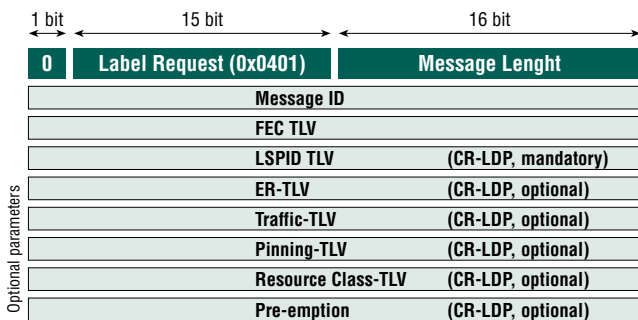 1 bit 15 bit 16 bit
0 Label Request (0x0401) Message Lenght
Message ID
FEC TLV
LSPID TLV (CR-LDP, mandatory)
ER-TLV (CR-LDP, optional)
Traffic-TLV (CR-LDP, optional)
Pinning-TLV (CR-LDP, optional)
Resource Class-TLV (CR-LDP, optional)
Pre-emption (CR-LDP, optional)
Optional parameters